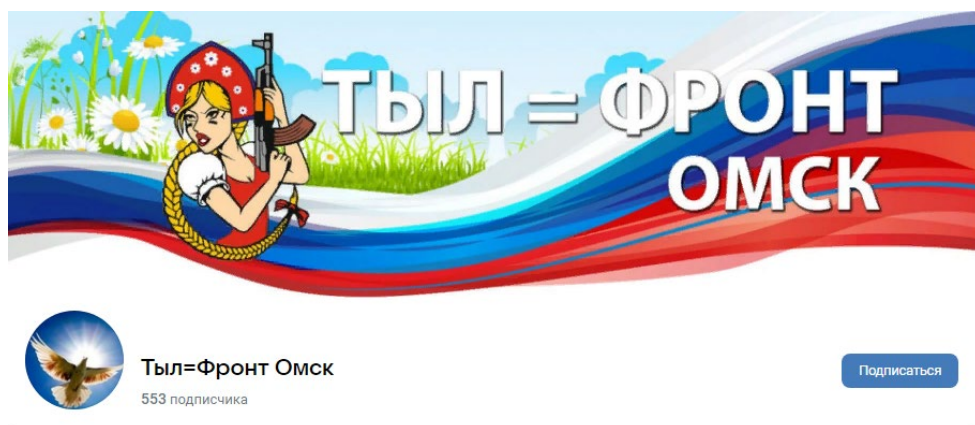 ТЫЛ = ФРОНТ
ОМСК
Тыл=Фронт Омск
Подписаться
553 подписчика